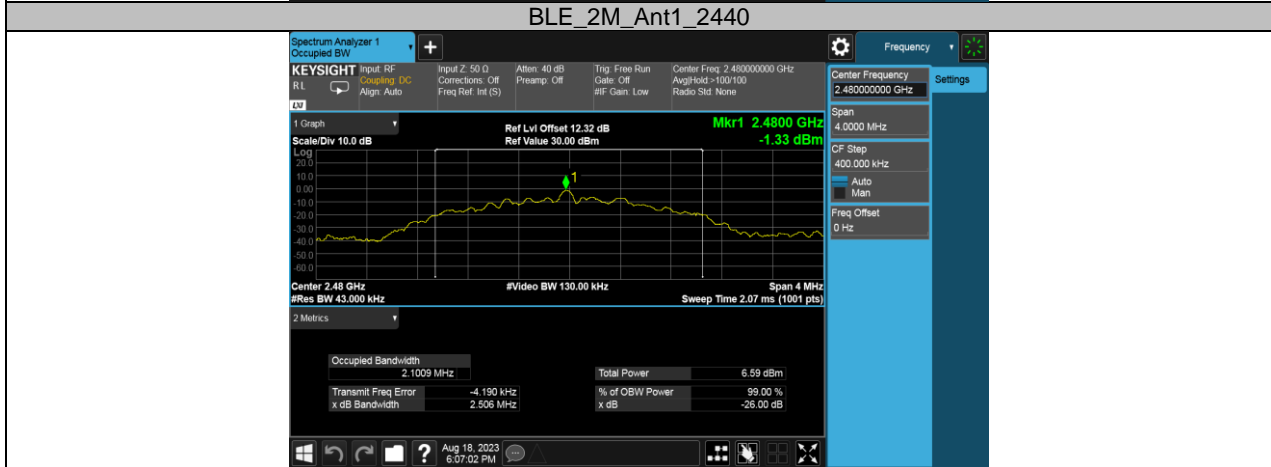 BLE_2M_Ant1_2440
Spectrum Analyzer 1
Occupied BW
+
Frequency
KEYSIGHT
RL
LXI
Input: RF
Coupling: DC
Align: Auto
Input Z: 50 Ω
Corrections: Off
Freq Ref: Int (S)
Atten: 40 dB
Preamp: Off
Trig: Free Run
Gate: Off
#IF Gain: Low
Center Freq: 2.480000000 GHz
Avg|Hold:>100/100
Radio Std: None
Center Frequency
2.480000000 GHz
Settings
Span
4.0000 MHz
CF Step
400.000 kHz
Auto
Man
Freq Offset
0 Hz
1 Graph
Scale/Div 10.0 dB
Ref Lvl Offset 12.32 dB
Ref Value 30.00 dBm
Mkr1 2.4800 GHz
-1.33 dBm
Log
20.0
10.0
0.00
-10.0
-20.0
-30.0
-40.0
-50.0
-60.0
1
Center 2.48 GHz
#Res BW 43.000 kHz
#Video BW 130.00 kHz
Span 4 MHz
Sweep Time 2.07 ms (1001 pts)
2 Metrics
Occupied Bandwidth
2.1009 MHz
Total Power 6.59 dBm
Transmit Freq Error -4.190 kHz
% of OBW Power 99.00 %
x dB Bandwidth 2.506 MHz
x dB -26.00 dB
?
Aug 18, 2023
6:07:02 PM